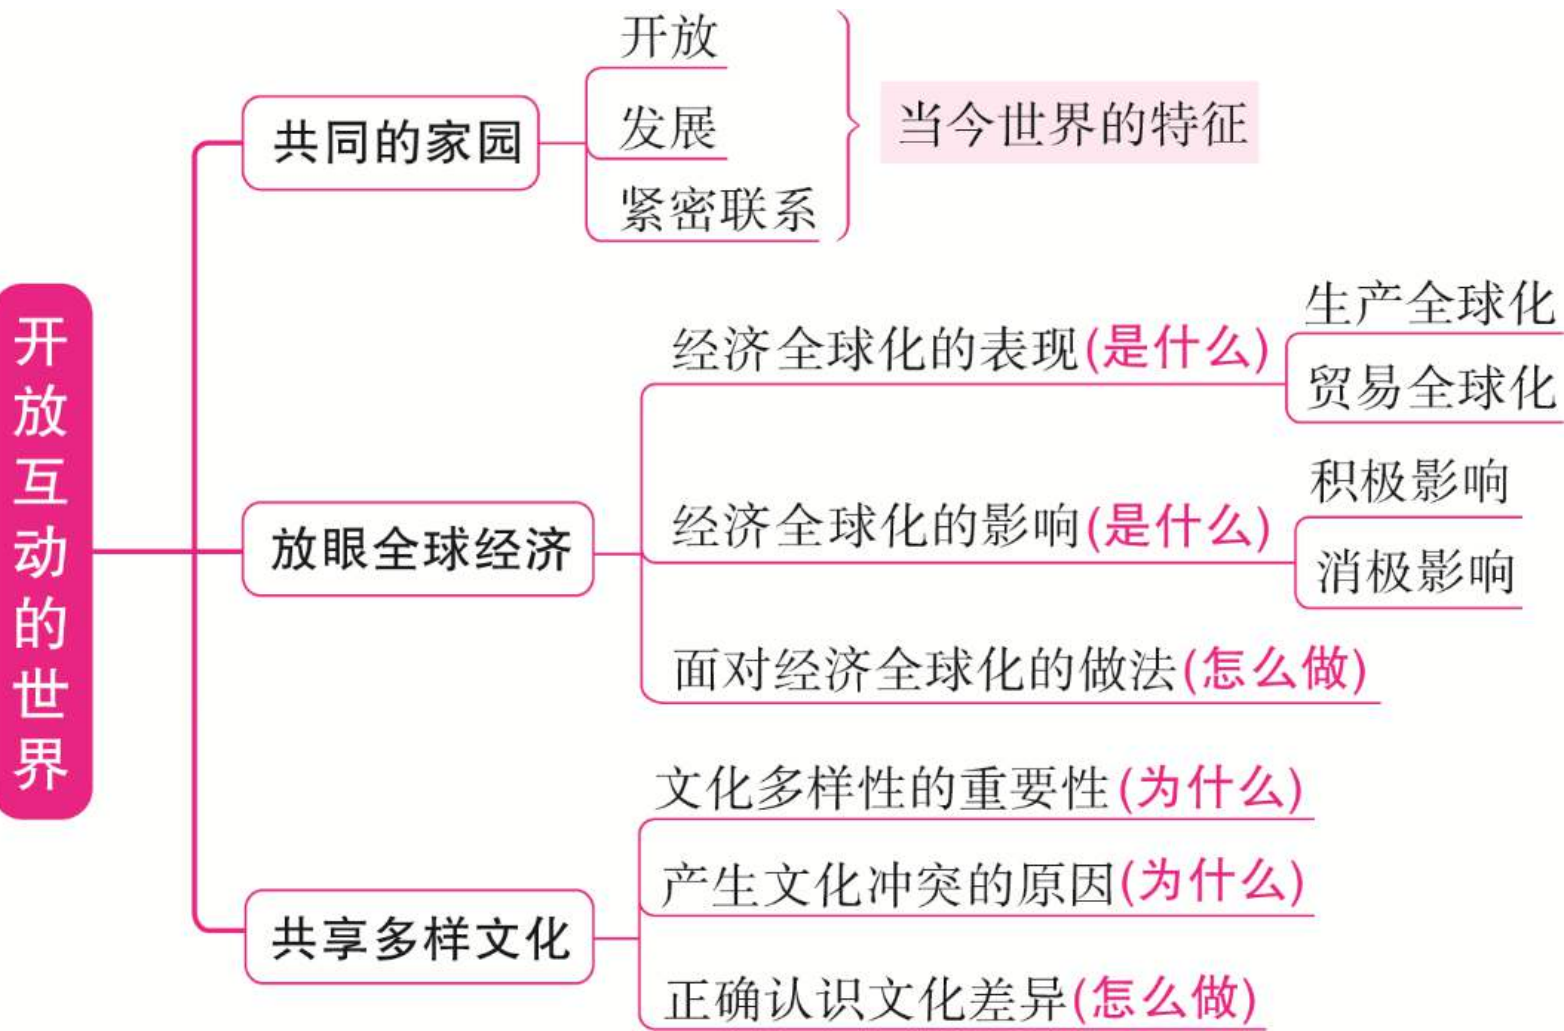 开放互动的世界
共同的家园
开放
发展
紧密联系
当今世界的特征
放眼全球经济
经济全球化的表现(是什么)
生产全球化
贸易全球化
经济全球化的影响(是什么)
积极影响
消极影响
面对经济全球化的做法(怎么做)
共享多样文化
文化多样性的重要性(为什么)
产生文化冲突的原因(为什么)
正确认识文化差异(怎么做)